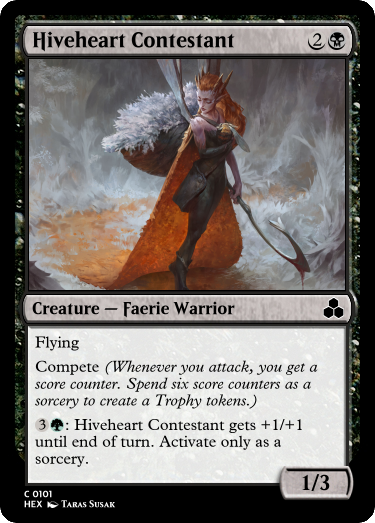 Hiveheart Contestant 2
Creature — Faerie Warrior
Flying
Compete (Whenever you attack, you get a
score counter. Spend six score counters as a
sorcery to create a Trophy tokens.)
3 : Hiveheart Contestant gets +1/+1
until end of turn. Activate only as a
sorcery.
1/3
C 0101
HEX Taras Susak